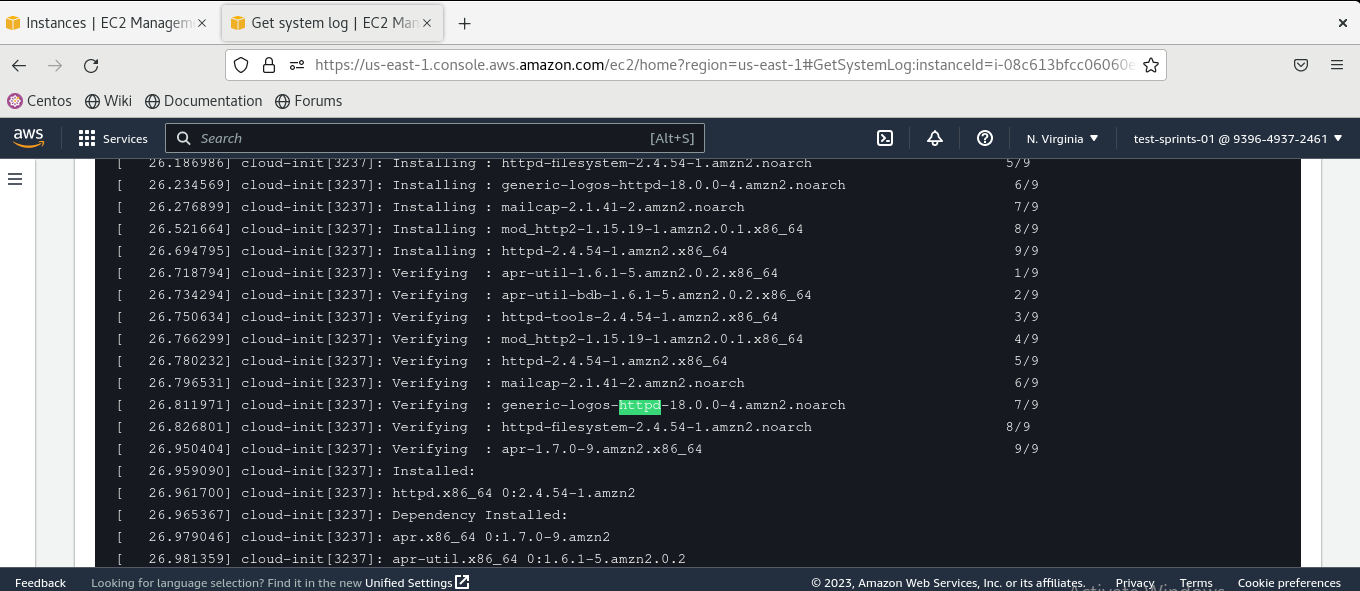 Instances | EC2 Managem
Get system log | EC2 Man
https://us-east-1.console.aws.amazon.com/ec2/home?region=us-east-1#GetSystemLog:instanceId=i-08c613bfcc06060e
Centos Wiki Documentation Forums
aws Services Search [Alt+S] N. Virginia test-sprints-01 @ 9396-4937-2461
[ 26.186986] cloud-init[3237]: Installing : httpd-filesystem-2.4.54-1.amzn2.noarch 5/9
[ 26.234569] cloud-init[3237]: Installing : generic-logos-httpd-18.0.0-4.amzn2.noarch 6/9
[ 26.276899] cloud-init[3237]: Installing : mailcap-2.1.41-2.amzn2.noarch 7/9
[ 26.521664] cloud-init[3237]: Installing : mod_http2-1.15.19-1.amzn2.0.1.x86_64 8/9
[ 26.694795] cloud-init[3237]: Installing : httpd-2.4.54-1.amzn2.x86_64 9/9
[ 26.718794] cloud-init[3237]: Verifying : apr-util-1.6.1-5.amzn2.0.2.x86_64 1/9
[ 26.734294] cloud-init[3237]: Verifying : apr-util-bdb-1.6.1-5.amzn2.0.2.x86_64 2/9
[ 26.750634] cloud-init[3237]: Verifying : httpd-tools-2.4.54-1.amzn2.x86_64 3/9
[ 26.766299] cloud-init[3237]: Verifying : mod_http2-1.15.19-1.amzn2.0.1.x86_64 4/9
[ 26.780232] cloud-init[3237]: Verifying : httpd-2.4.54-1.amzn2.x86_64 5/9
[ 26.796531] cloud-init[3237]: Verifying : mailcap-2.1.41-2.amzn2.noarch 6/9
[ 26.811971] cloud-init[3237]: Verifying : generic-logos-httpd-18.0.0-4.amzn2.noarch 7/9
[ 26.826801] cloud-init[3237]: Verifying : httpd-filesystem-2.4.54-1.amzn2.noarch 8/9
[ 26.950404] cloud-init[3237]: Verifying : apr-1.7.0-9.amzn2.x86_64 9/9
[ 26.959090] cloud-init[3237]: Installed:
[ 26.961700] cloud-init[3237]: httpd.x86_64 0:2.4.54-1.amzn2
[ 26.965367] cloud-init[3237]: Dependency Installed:
[ 26.979046] cloud-init[3237]: apr.x86_64 0:1.7.0-9.amzn2
[ 26.981359] cloud-init[3237]: apr-util.x86_64 0:1.6.1-5.amzn2.0.2
Feedback Looking for language selection? Find it in the new Unified Settings © 2023, Amazon Web Services, Inc. or its affiliates. Privacy Terms Cookie preferences
Activate Windows